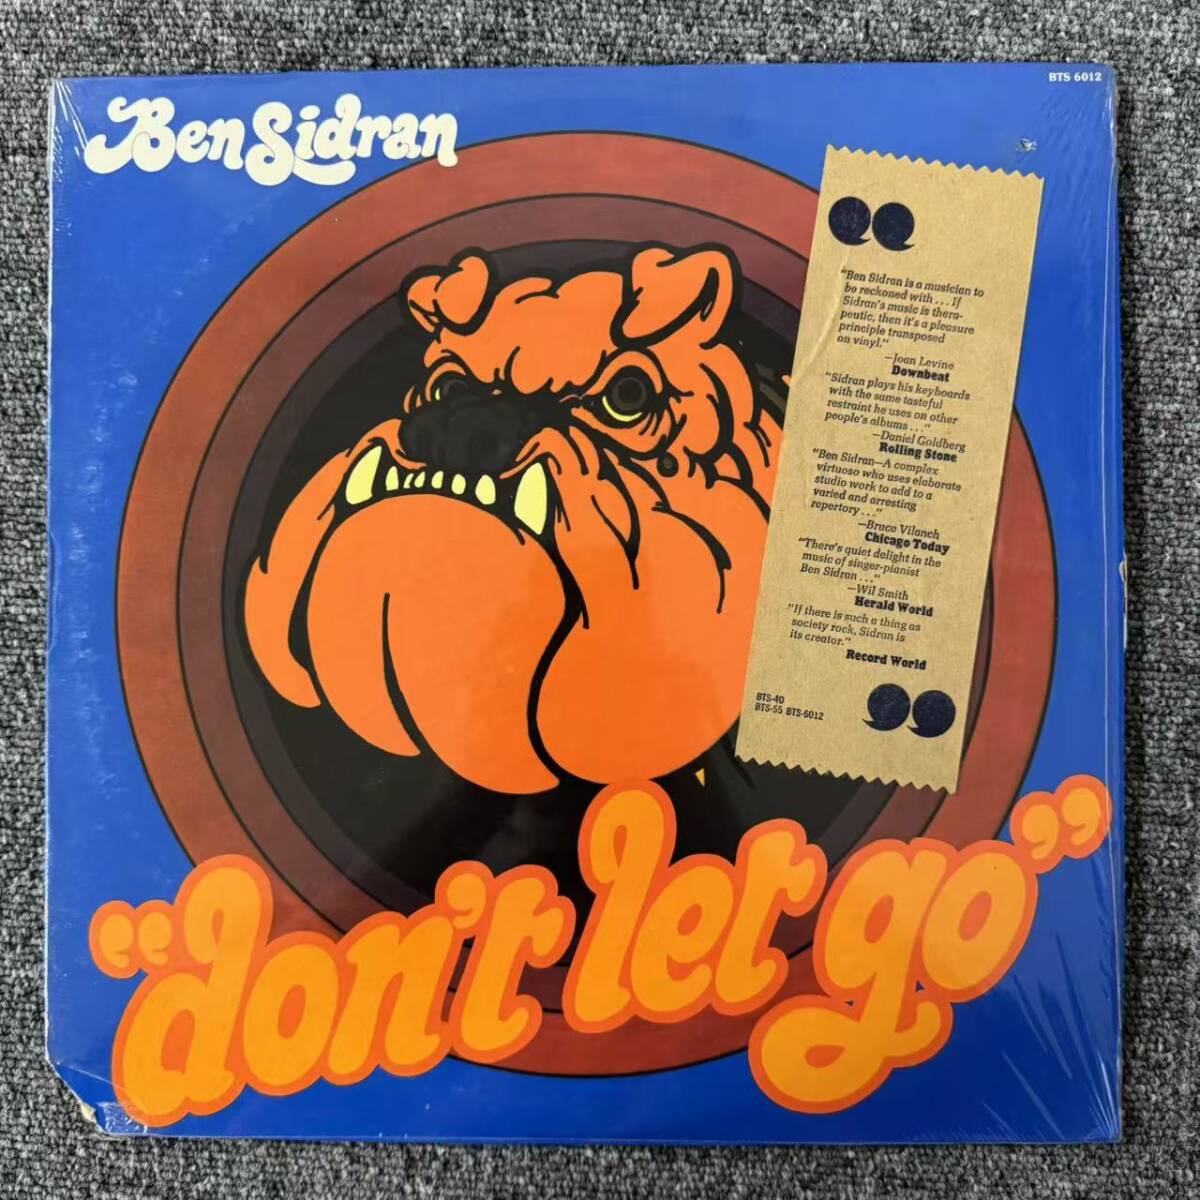 BTS 6012
Ben Sidran
"Ben Sidran is a musician to
be reckoned with . . . If
Sidran's music is thera-
peutic, then it's a pleasure
principle transposed
on vinyl."
—Joan Levine
Downbeat
"Sidran plays his keyboards
with the same tasteful
restraint he uses on other
people's albums . . ."
—Daniel Goldberg
Rolling Stone
"Ben Sidran—A complex
virtuoso who uses elaborate
studio work to add to a
varied and arresting
repertory . . ."
—Bruce Vilanch
Chicago Today
"There's quiet delight in the
music of singer-pianist
Ben Sidran . . ."
—Wil Smith
Herald World
"If there is such a thing as
society rock, Sidran is
its creator."
Record World
BTS-40
BTS-55 BTS-6012
"don't let go"